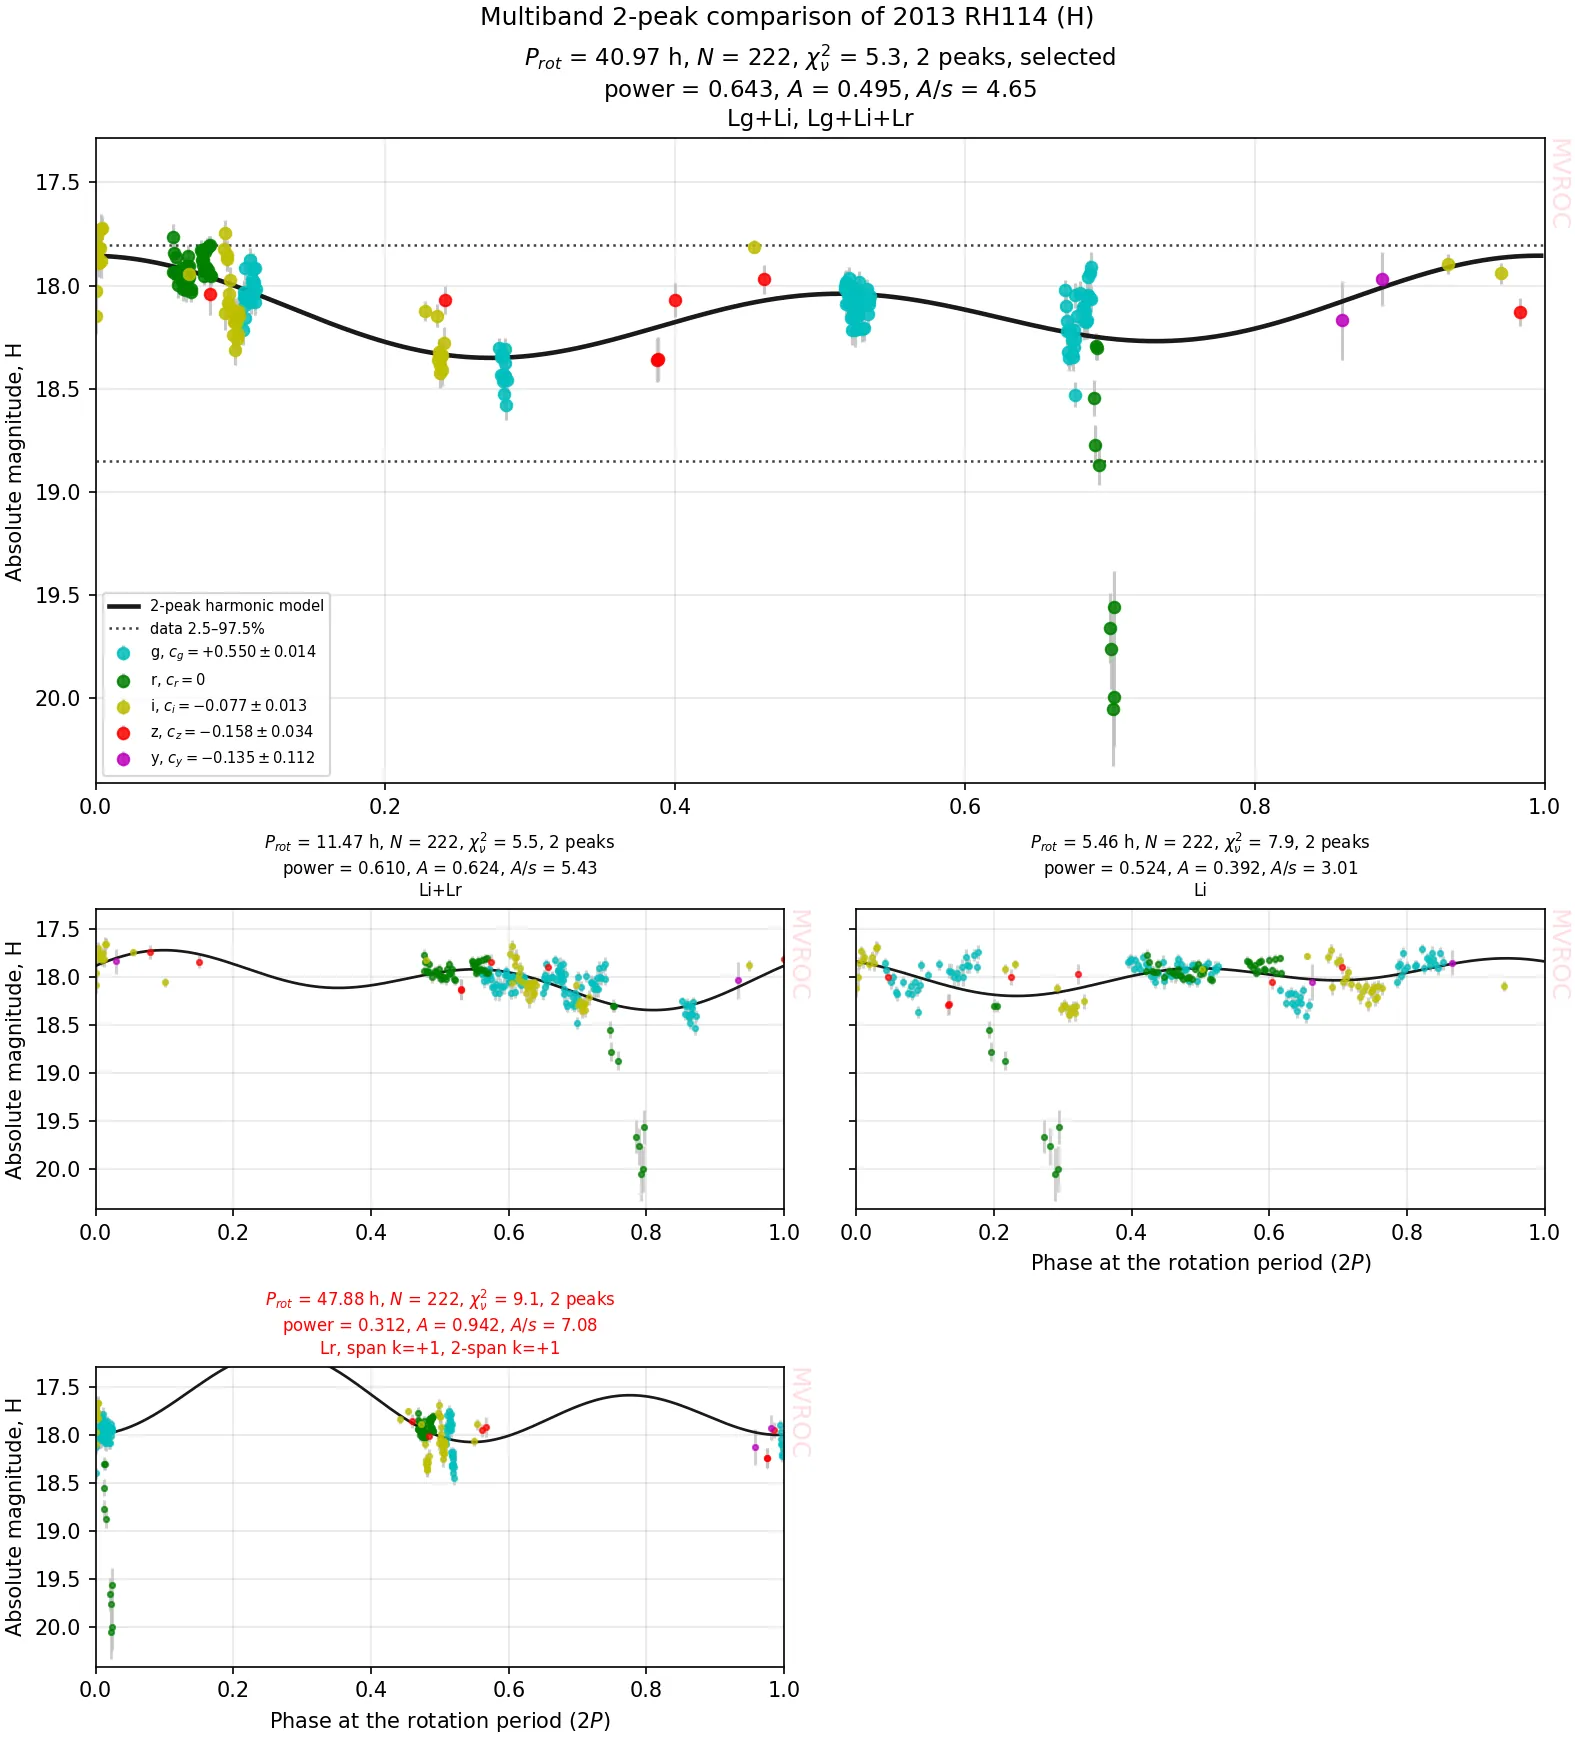 Multiband 2-peak comparison of 2013 RH114 (H)
P_rot = 40.97 h, N = 222, χ²_ν = 5.3, 2 peaks, selected
power = 0.643, A = 0.495, A/s = 4.65
Lg+Li, Lg+Li+Lr
MVROC
Absolute magnitude, H
17.5
18.0
18.5
19.0
19.5
20.0
2-peak harmonic model
data 2.5–97.5%
g, c_g = +0.550 ± 0.014
r, c_r = 0
i, c_i = −0.077 ± 0.013
z, c_z = −0.158 ± 0.034
y, c_y = −0.135 ± 0.112
0.0 0.2 0.4 0.6 0.8 1.0
P_rot = 11.47 h, N = 222, χ²_ν = 5.5, 2 peaks
power = 0.610, A = 0.624, A/s = 5.43
Li+Lr
MVROC
Absolute magnitude, H
17.5
18.0
18.5
19.0
19.5
20.0
0.0 0.2 0.4 0.6 0.8 1.0
P_rot = 5.46 h, N = 222, χ²_ν = 7.9, 2 peaks
power = 0.524, A = 0.392, A/s = 3.01
Li
MVROC
0.0 0.2 0.4 0.6 0.8 1.0
Phase at the rotation period (2P)
P_rot = 47.88 h, N = 222, χ²_ν = 9.1, 2 peaks
power = 0.312, A = 0.942, A/s = 7.08
Lr, span k=+1, 2-span k=+1
MVROC
Absolute magnitude, H
17.5
18.0
18.5
19.0
19.5
20.0
0.0 0.2 0.4 0.6 0.8 1.0
Phase at the rotation period (2P)